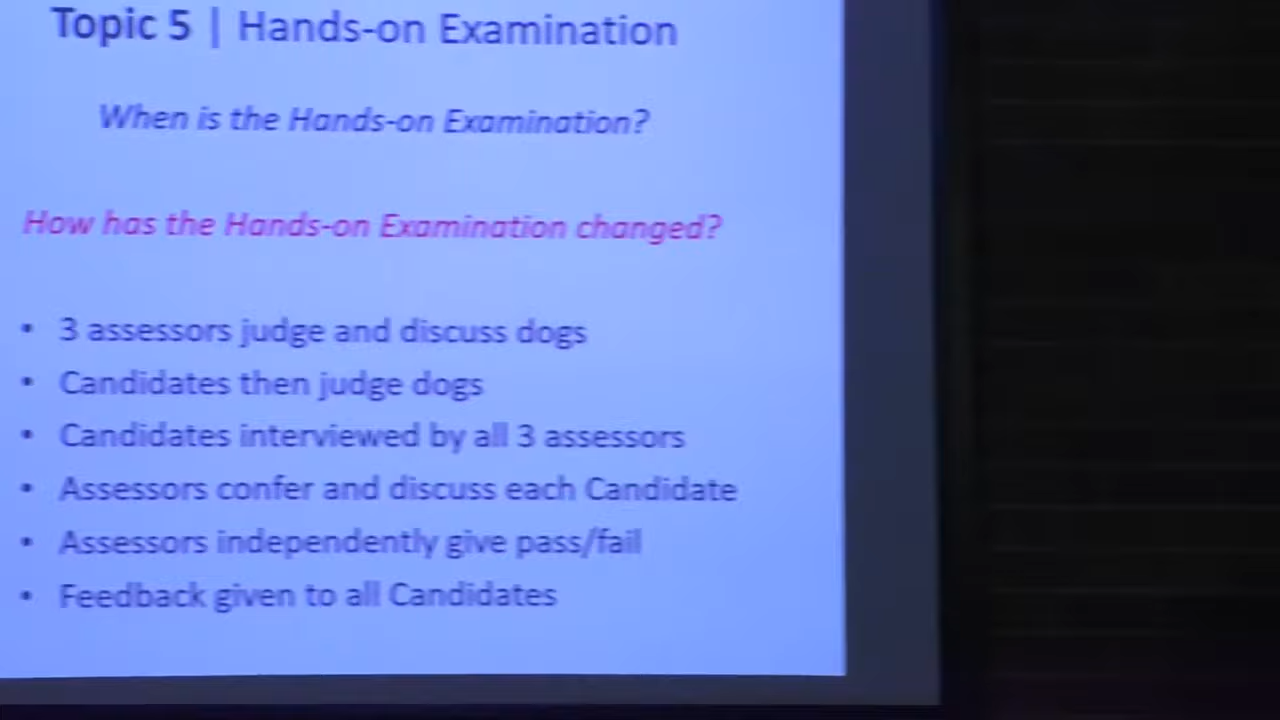 Topic 5 | Hands-on Examination
When is the Hands-on Examination?
How has the Hands-on Examination changed?
• 3 assessors judge and discuss dogs
• Candidates then judge dogs
• Candidates interviewed by all 3 assessors
• Assessors confer and discuss each Candidate
• Assessors independently give pass/fail
• Feedback given to all Candidates